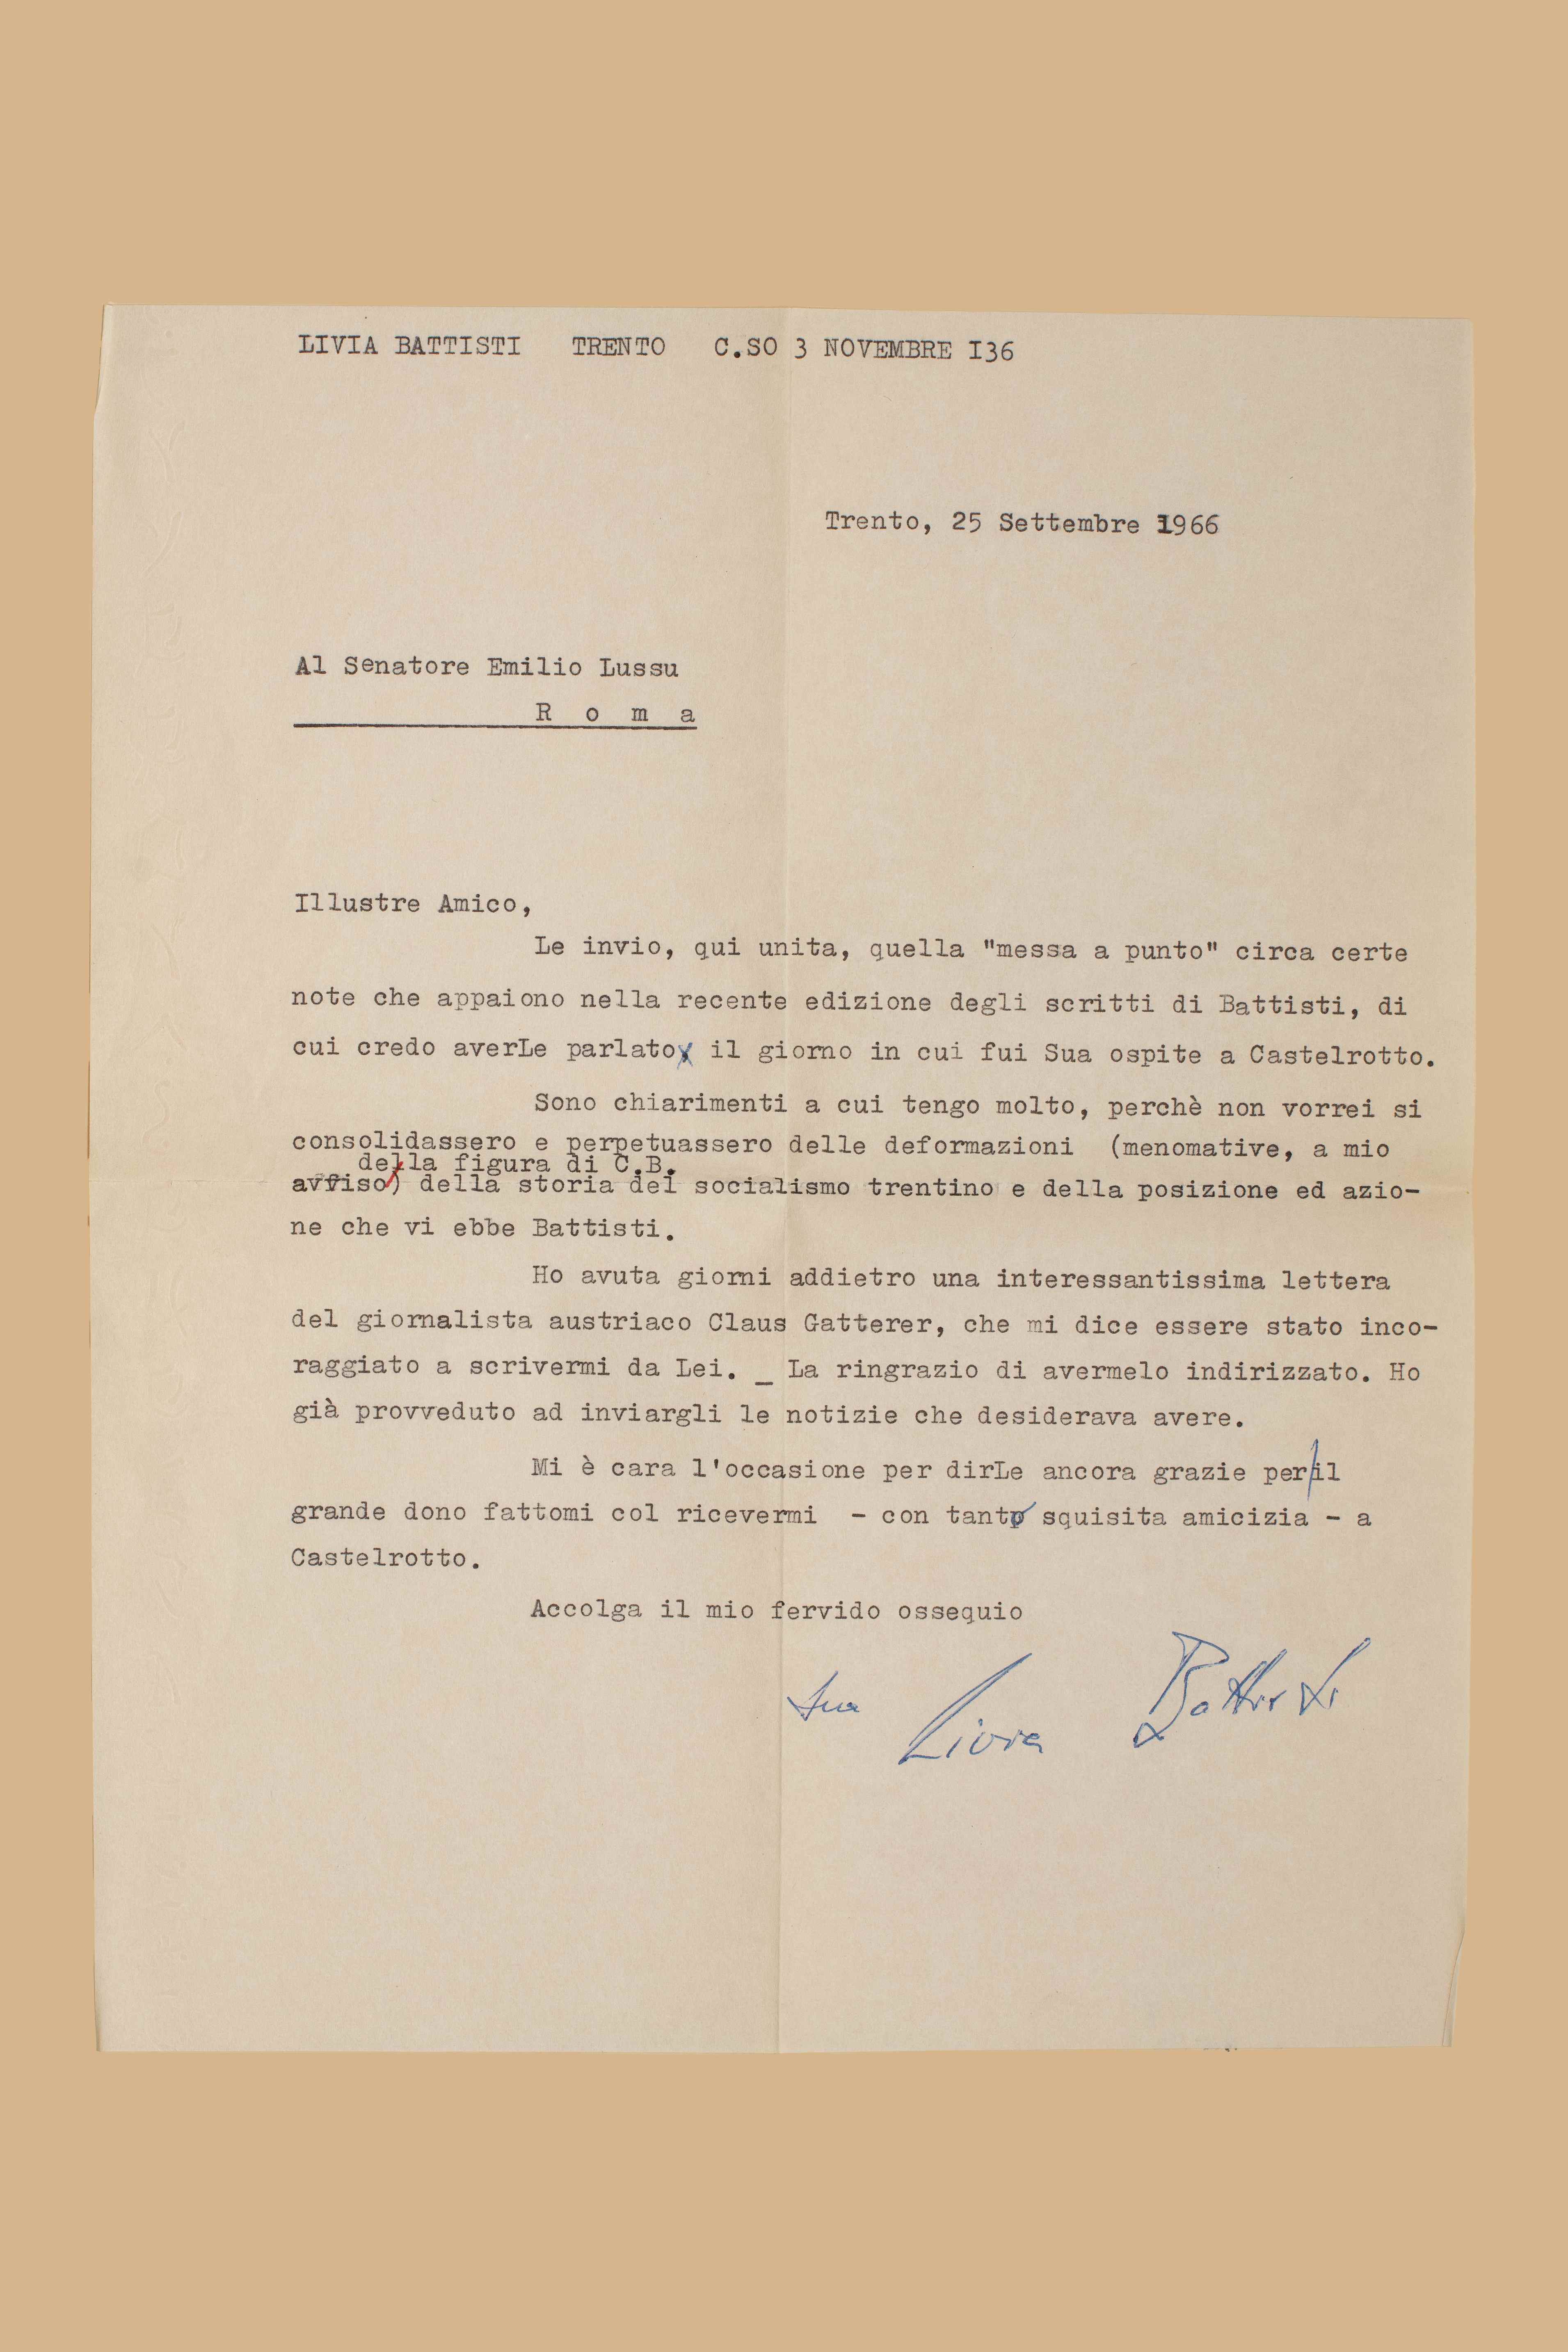 LIVIA BATTISTI   TRENTO   C.SO 3 NOVEMBRE I36
Trento, 25 Settembre 1966
Al Senatore Emilio Lussu
R o m a
Illustre Amico,
Le invio, qui unita, quella "messa a punto" circa certe
note che appaiono nella recente edizione degli scritti di Battisti, di
cui credo averLe parlato il giorno in cui fui Sua ospite a Castelrotto.
Sono chiarimenti a cui tengo molto, perchè non vorrei si
consolidassero e perpetuassero delle deformazioni (menomative, a mio
della figura di C.B.
avviso) della storia del socialismo trentino e della posizione ed azio-
ne che vi ebbe Battisti.
Ho avuta giorni addietro una interessantissima lettera
del giornalista austriaco Claus Gatterer, che mi dice essere stato inco-
raggiato a scrivermi da Lei. _ La ringrazio di avermelo indirizzato. Ho
già provveduto ad inviargli le notizie che desiderava avere.
Mi è cara l'occasione per dirLe ancora grazie per il
grande dono fattomi col ricevermi - con tanta squisita amicizia - a
Castelrotto.
Accolga il mio fervido ossequio
Sua Livia Battisti